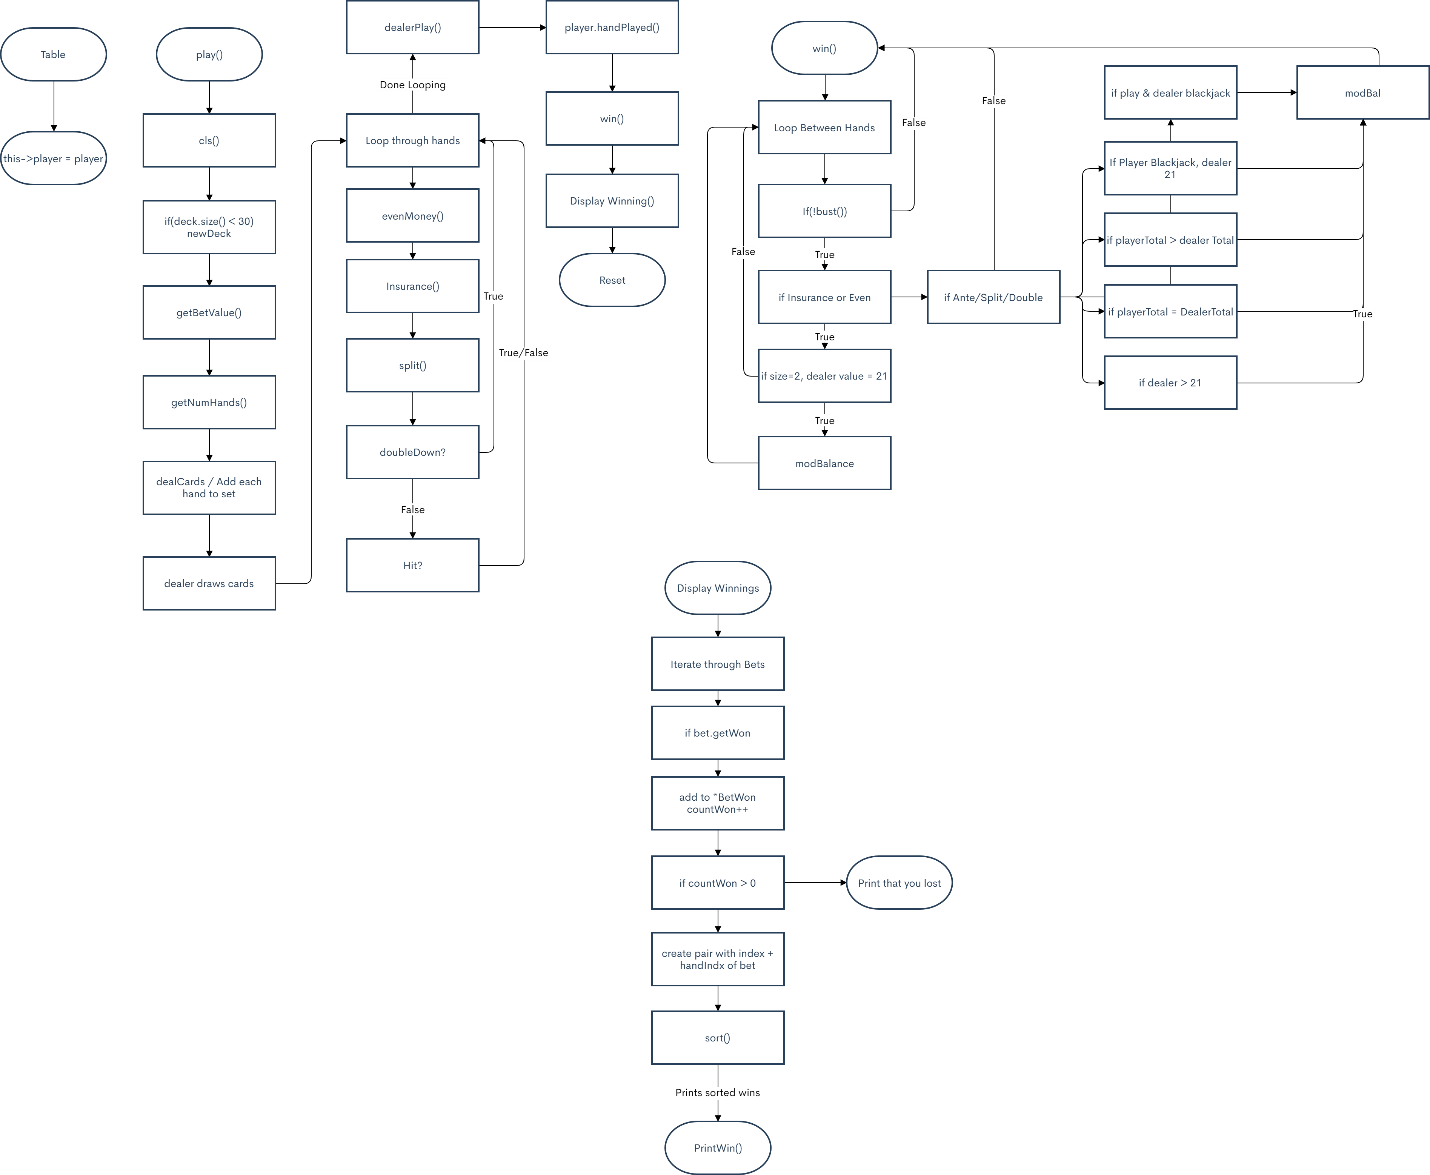 Table
this->player = player
play()
cls()
if(deck.size() < 30)
newDeck
getBetValue()
getNumHands()
dealCards / Add each
hand to set
dealer draws cards
dealerPlay()
Done Looping
Loop through hands
evenMoney()
Insurance()
split()
doubleDown?
True
True/False
False
Hit?
player.handPlayed()
win()
Display Winning()
Reset
win()
Loop Between Hands
If(!bust())
False
True
if Insurance or Even
False
True
if size=2, dealer value = 21
True
modBalance
False
if Ante/Split/Double
if play & dealer blackjack
modBal
If Player Blackjack, dealer
21
if playerTotal > dealer Total
if playerTotal = DealerTotal
True
if dealer > 21
Display Winnings
Iterate through Bets
if bet.getWon
add to *BetWon
countWon++
if countWon > 0
Print that you lost
create pair with index +
handIndx of bet
sort()
Prints sorted wins
PrintWin()